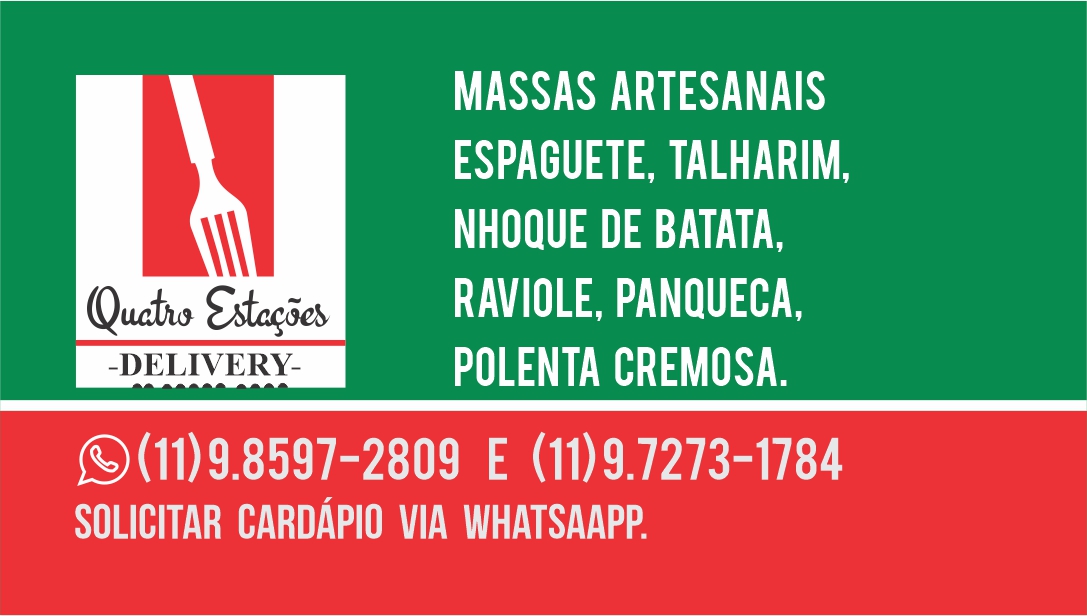 MASSAS ARTESANAIS
ESPAGUETE, TALHARIM,
NHOQUE DE BATATA,
RAVIOLE, PANQUECA,
POLENTA CREMOSA.
Quatro Estações
-DELIVERY-
(11)9.8597-2809 E (11)9.7273-1784
SOLICITAR CARDÁPIO VIA WHATSAAPP.